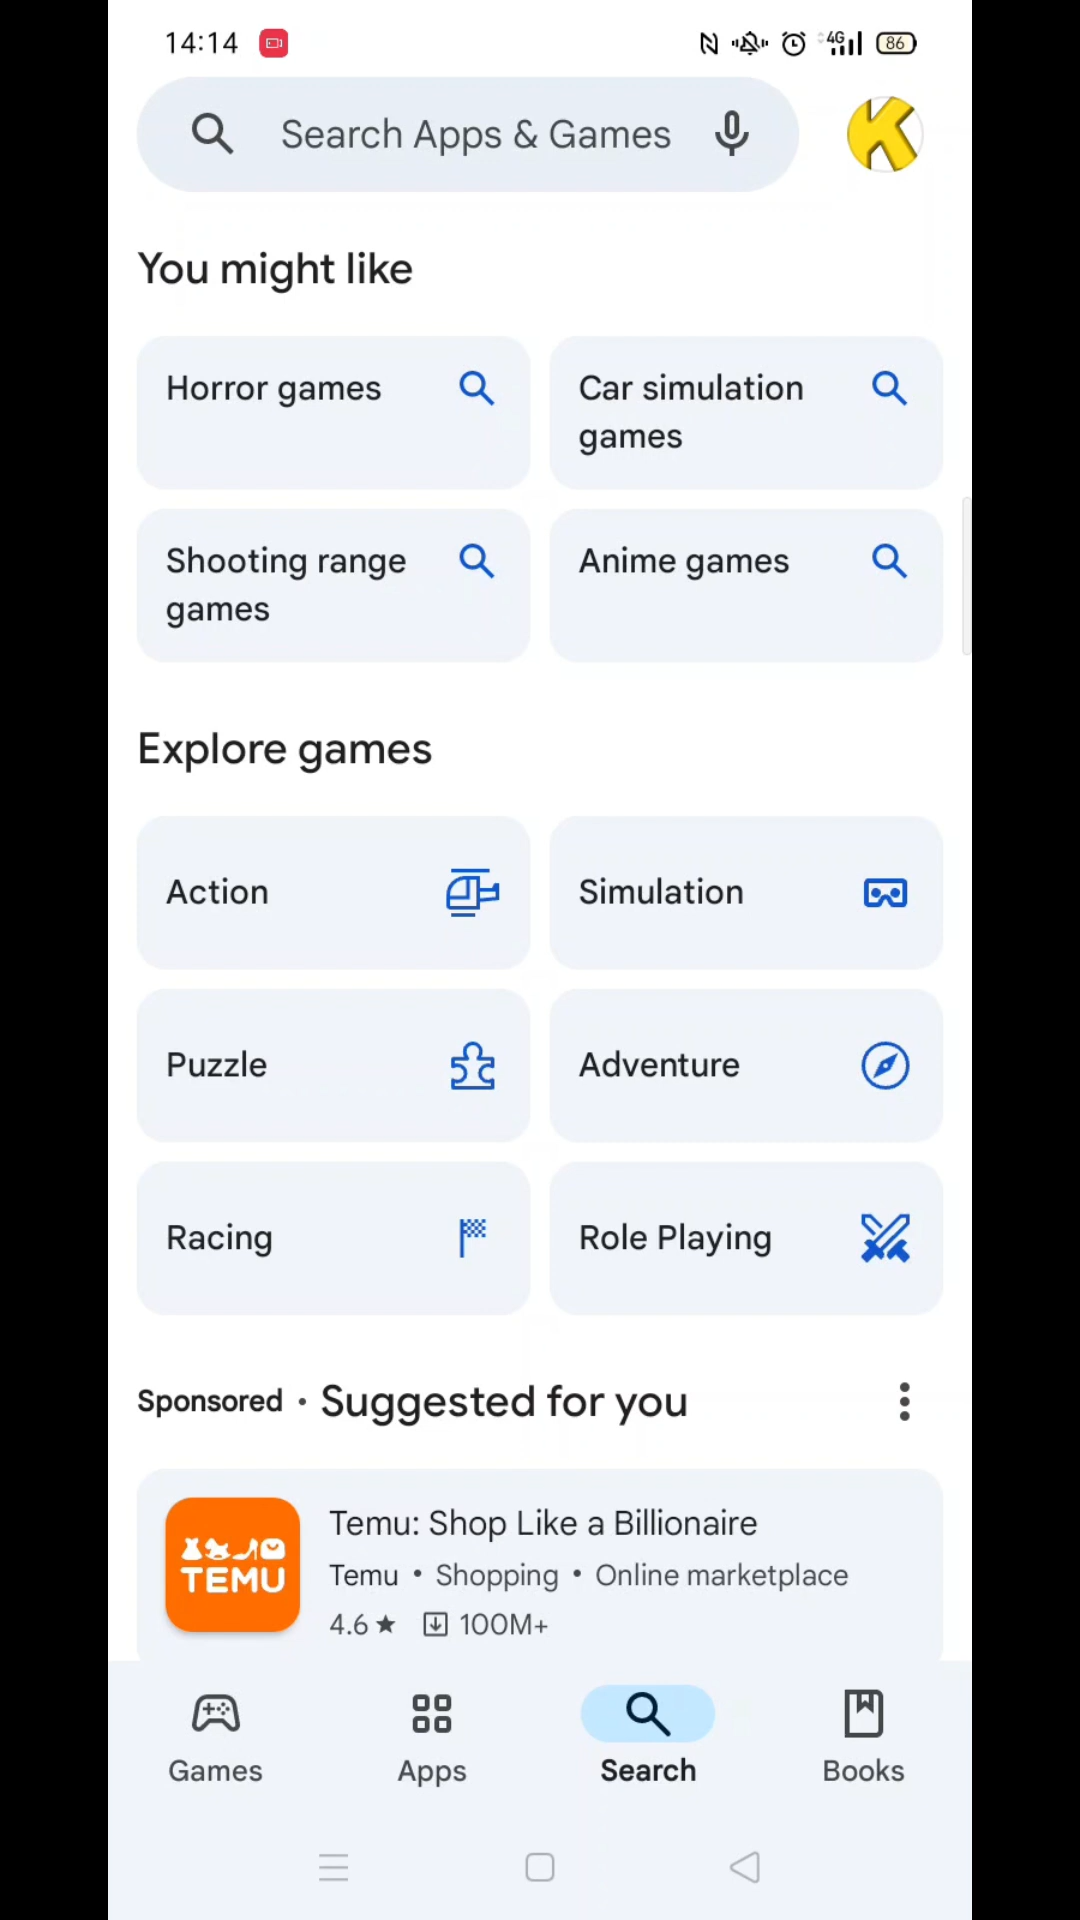 14:14
4G
86
Search Apps & Games
K
You might like
Horror games
Car simulation
games
Shooting range
games
Anime games
Explore games
Action
Simulation
Puzzle
Adventure
Racing
Role Playing
Sponsored • Suggested for you
TEMU
Temu: Shop Like a Billionaire
Temu • Shopping • Online marketplace
4.6★ 100M+
Games
Apps
Search
Books